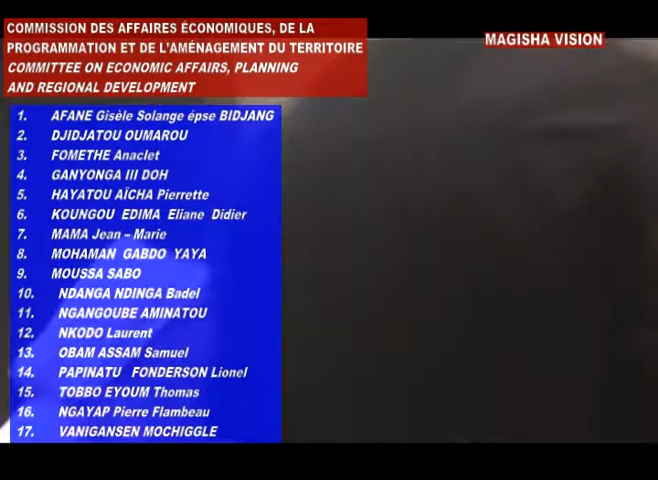 COMMISSION DES AFFAIRES ÉCONOMIQUES, DE LA
PROGRAMMATION ET DE L'AMÉNAGEMENT DU TERRITOIRE
COMMITTEE ON ECONOMIC AFFAIRS, PLANNING
AND REGIONAL DEVELOPMENT
MAGISHA VISION
1. AFANE Gisèle Solange épse BIDJANG
2. DJIDJATOU OUMAROU
3. FOMETHE Anaclet
4. GANYONGA III DOH
5. HAYATOU AÏCHA Pierrette
6. KOUNGOU EDIMA Eliane Didier
7. MAMA Jean – Marie
8. MOHAMAN GABDO YAYA
9. MOUSSA SABO
10. NDANGA NDINGA Badel
11. NGANGOUBE AMINATOU
12. NKODO Laurent
13. OBAM ASSAM Samuel
14. PAPINATU FONDERSON Lionel
15. TOBBO EYOUM Thomas
16. NGAYAP Pierre Flambeau
17. VANIGANSEN MOCHIGGLE